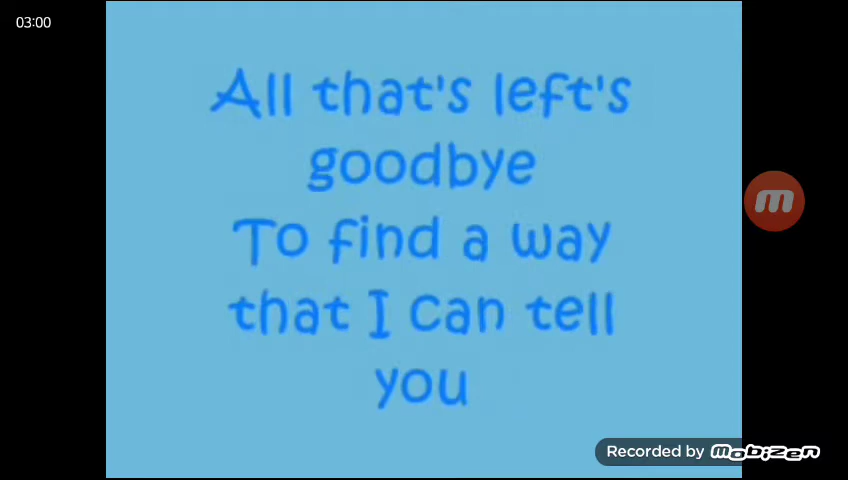 03:00
All that's left's
goodbye
To find a way
that I can tell
you
Recorded by mobizen